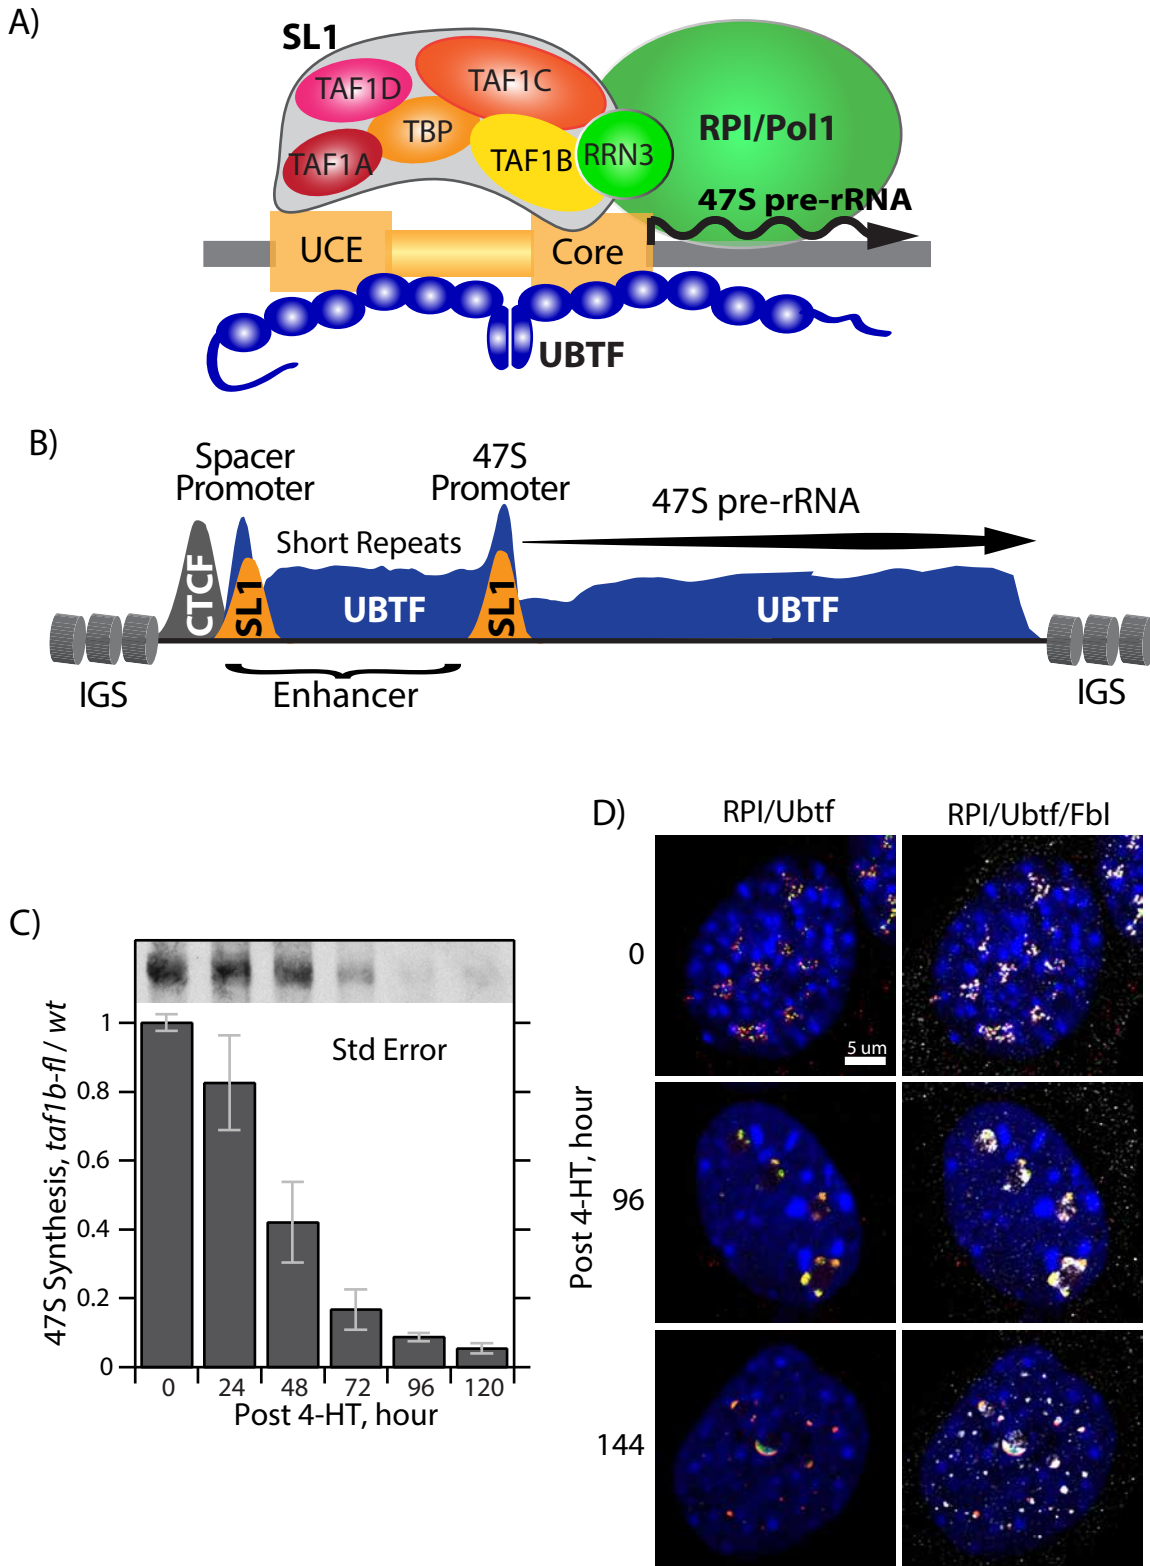 A)
SL1
TAF1D
TAF1C
TBP
TAF1A
TAF1B
RRN3
RPI/Pol1
47S pre-rRNA
UCE
Core
UBTF
B)
Spacer
Promoter
47S
Promoter
47S pre-rRNA
Short Repeats
CTCF
SL1
UBTF
SL1
UBTF
IGS
Enhancer
IGS
C)
47S Synthesis, taf1b-fl / wt
Std Error
1
0.8
0.6
0.4
0.2
0
0 24 48 72 96 120
Post 4-HT, hour
D)
RPI/Ubtf
RPI/Ubtf/Fbl
Post 4-HT, hour
0
5 um
96
144